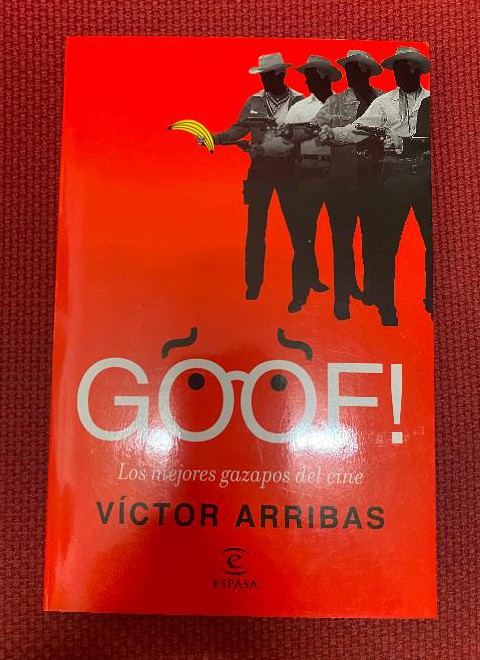 GOOF!
Los mejores gazapos del cine
VÍCTOR ARRIBAS
e
ESPASA